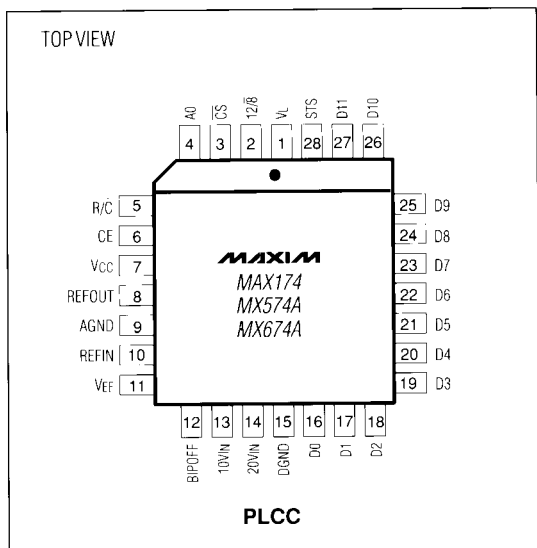 TOP VIEW
A0 C̅S̅ 12/8̅ VL STS D11 D10
4 3 2 1 28 27 26
R/C̅ 5 25 D9
CE 6 24 D8
VCC 7 23 D7
REFOUT 8 22 D6
AGND 9 21 D5
REFIN 10 20 D4
VEF 11 19 D3
MAXIM
MAX174
MX574A
MX674A
12 13 14 15 16 17 18
BIPOFF 10VIN 20VIN DGND D0 D1 D2
PLCC